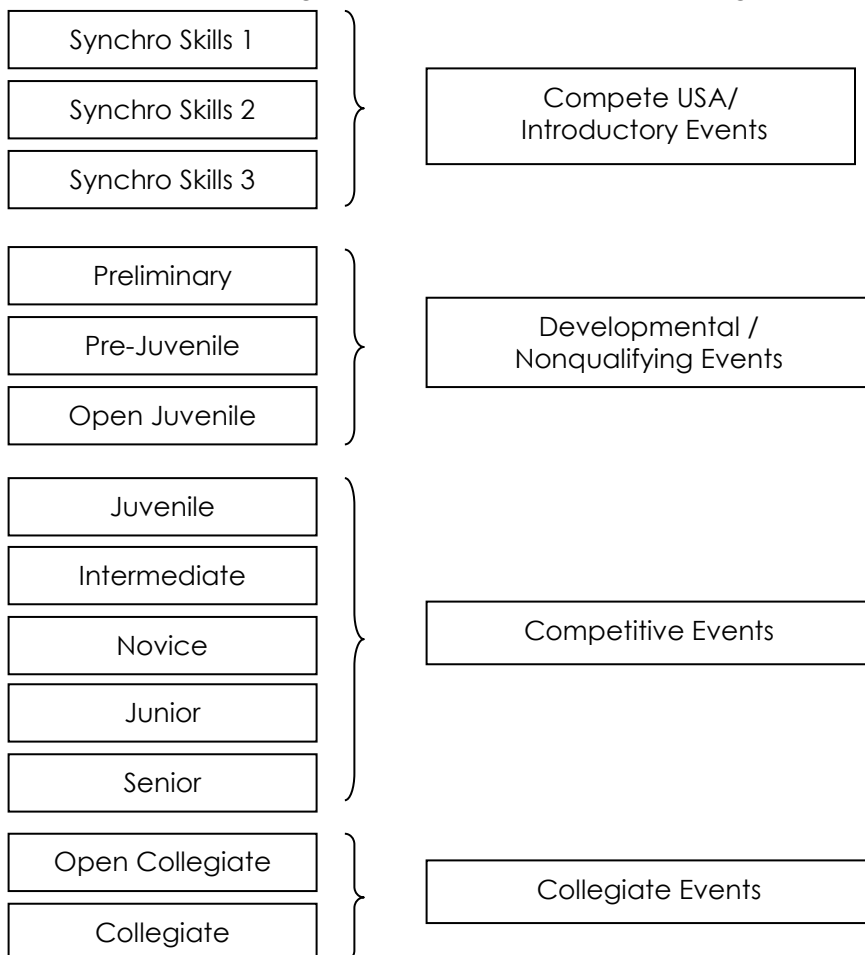 Synchro Skills 1
Synchro Skills 2
Synchro Skills 3
Compete USA/
Introductory Events
Preliminary
Pre-Juvenile
Open Juvenile
Developmental /
Nonqualifying Events
Juvenile
Intermediate
Novice
Junior
Senior
Competitive Events
Open Collegiate
Collegiate
Collegiate Events